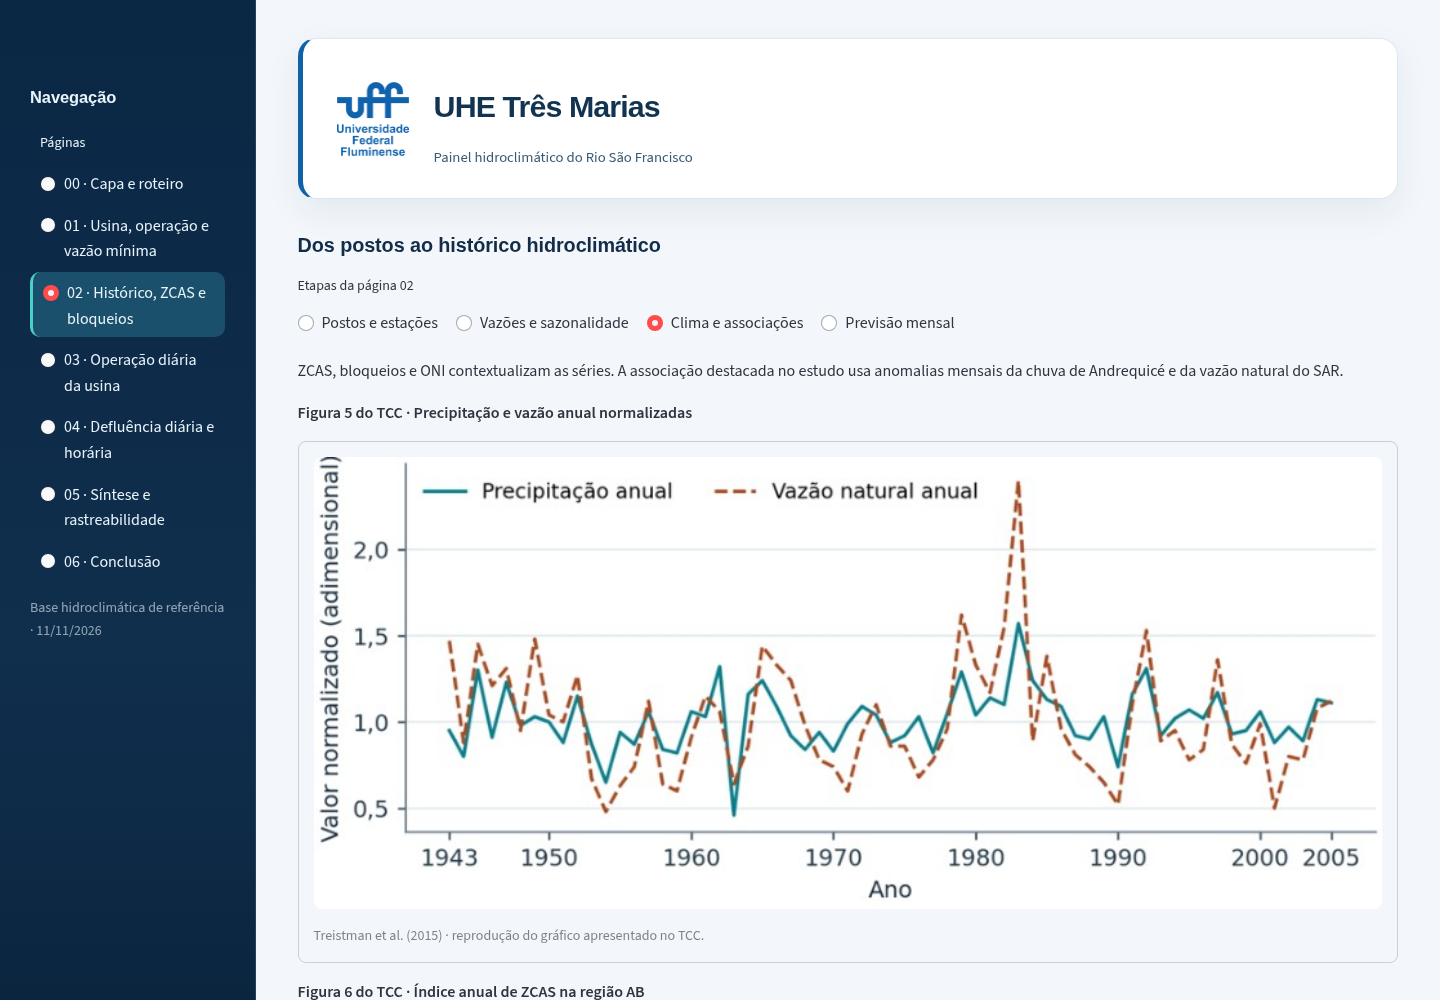 Navegação
Páginas
00 · Capa e roteiro
01 · Usina, operação e
vazão mínima
02 · Histórico, ZCAS e
bloqueios
03 · Operação diária
da usina
04 · Defluência diária e
horária
05 · Síntese e
rastreabilidade
06 · Conclusão
Base hidroclimática de referência
· 11/11/2026
uff
Universidade
Federal
Fluminense
UHE Três Marias
Painel hidroclimático do Rio São Francisco
Dos postos ao histórico hidroclimático
Etapas da página 02
Postos e estações
Vazões e sazonalidade
Clima e associações
Previsão mensal
ZCAS, bloqueios e ONI contextualizam as séries. A associação destacada no estudo usa anomalias mensais da chuva de Andrequicé e da vazão natural do SAR.
Figura 5 do TCC · Precipitação e vazão anual normalizadas
Valor normalizado (adimensional)
Precipitação anual
Vazão natural anual
2,0
1,5
1,0
0,5
1943 1950 1960 1970 1980 1990 2000 2005
Ano
Treistman et al. (2015) · reprodução do gráfico apresentado no TCC.
Figura 6 do TCC · Índice anual de ZCAS na região AB